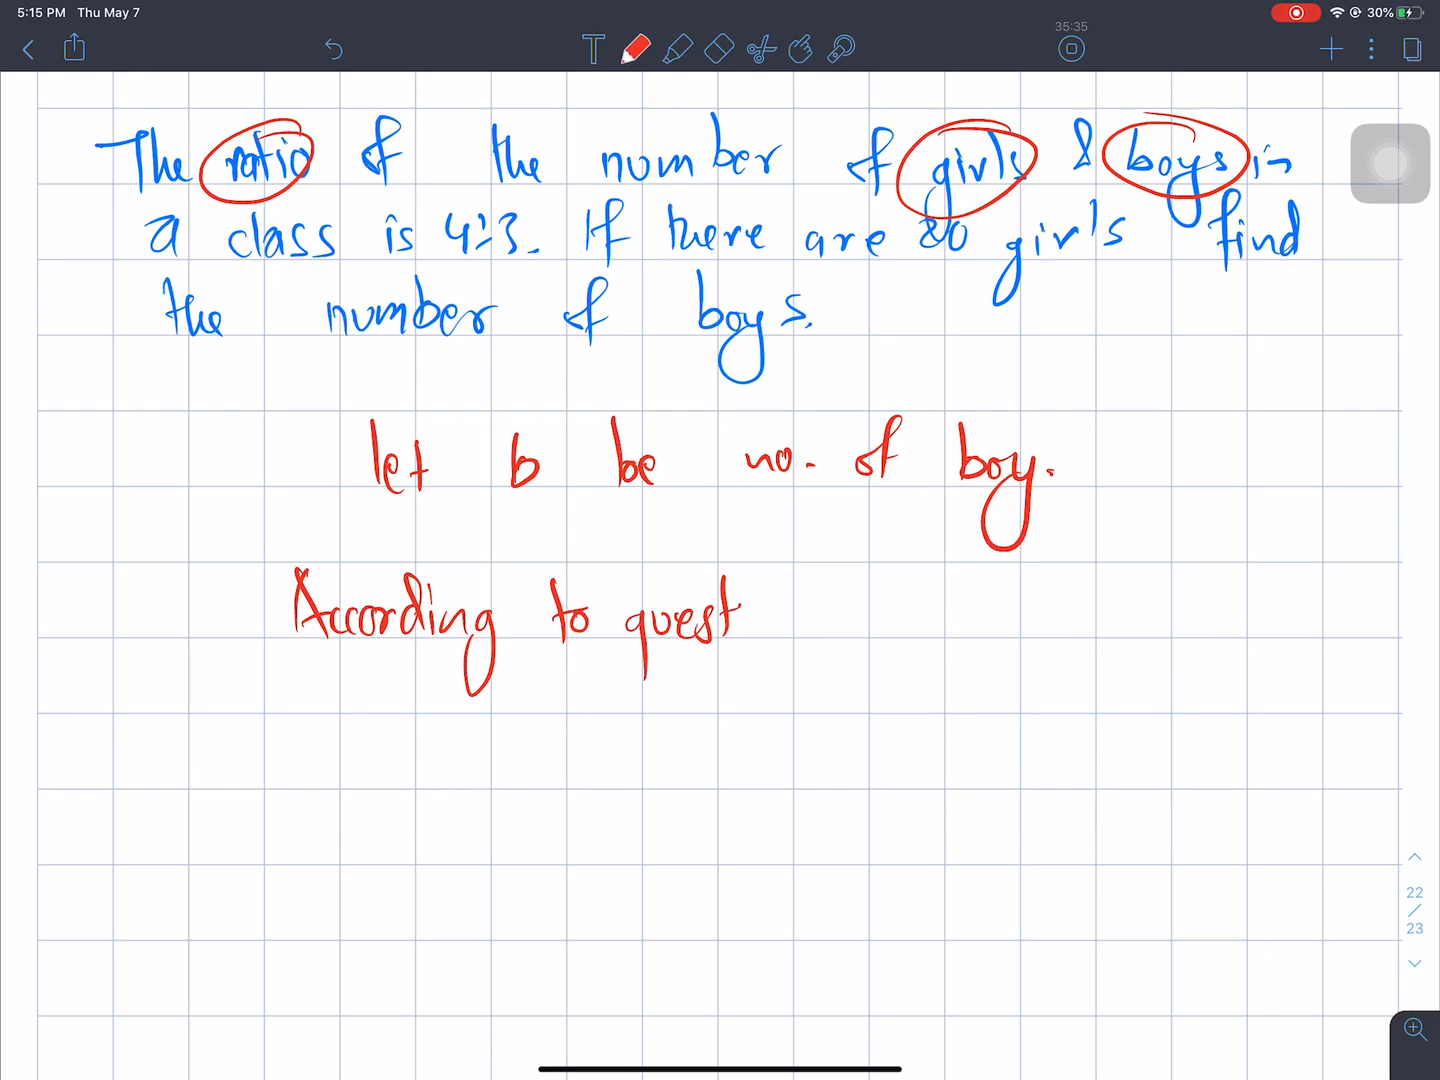 5:15 PM Thu May 7
30%
35:35
The ratio of the number of girls & boys in
a class is 4:3. If there are 20 girls find
the number of boys.
let b be no. of boy.
According to quest
22
/
23